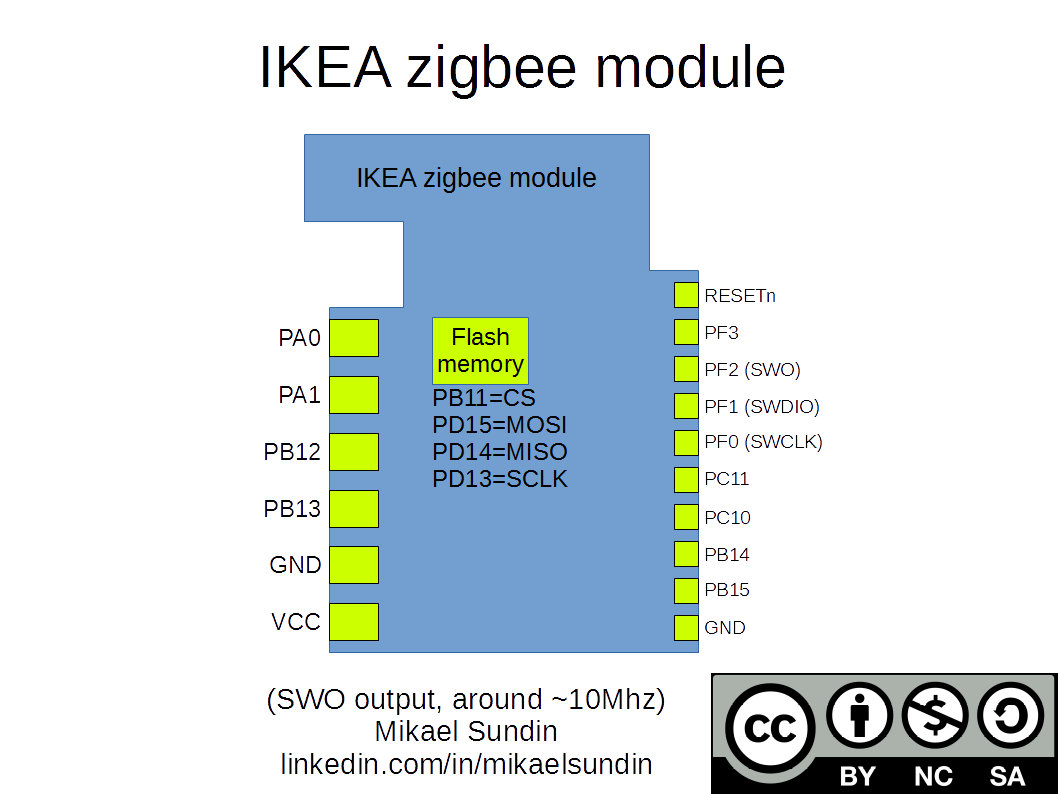 IKEA zigbee module
IKEA zigbee module
RESETn
PF3
PF2 (SWO)
PF1 (SWDIO)
PF0 (SWCLK)
PC11
PC10
PB14
PB15
GND
PA0
PA1
PB12
PB13
GND
VCC
Flash
memory
PB11=CS
PD15=MOSI
PD14=MISO
PD13=SCLK
(SWO output, around ~10Mhz)
Mikael Sundin
linkedin.com/in/mikaelsundin
cc
BY NC SA